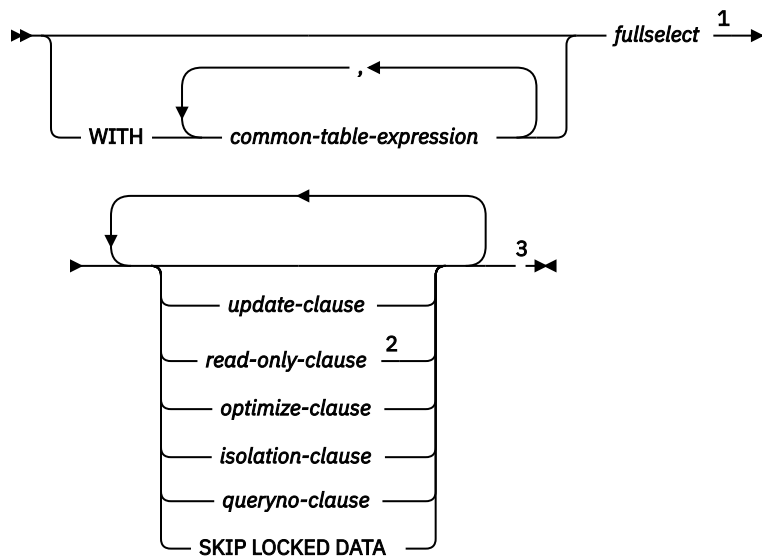 fullselect 1
,
WITH common-table-expression
3
update-clause
read-only-clause 2
optimize-clause
isolation-clause
queryno-clause
SKIP LOCKED DATA